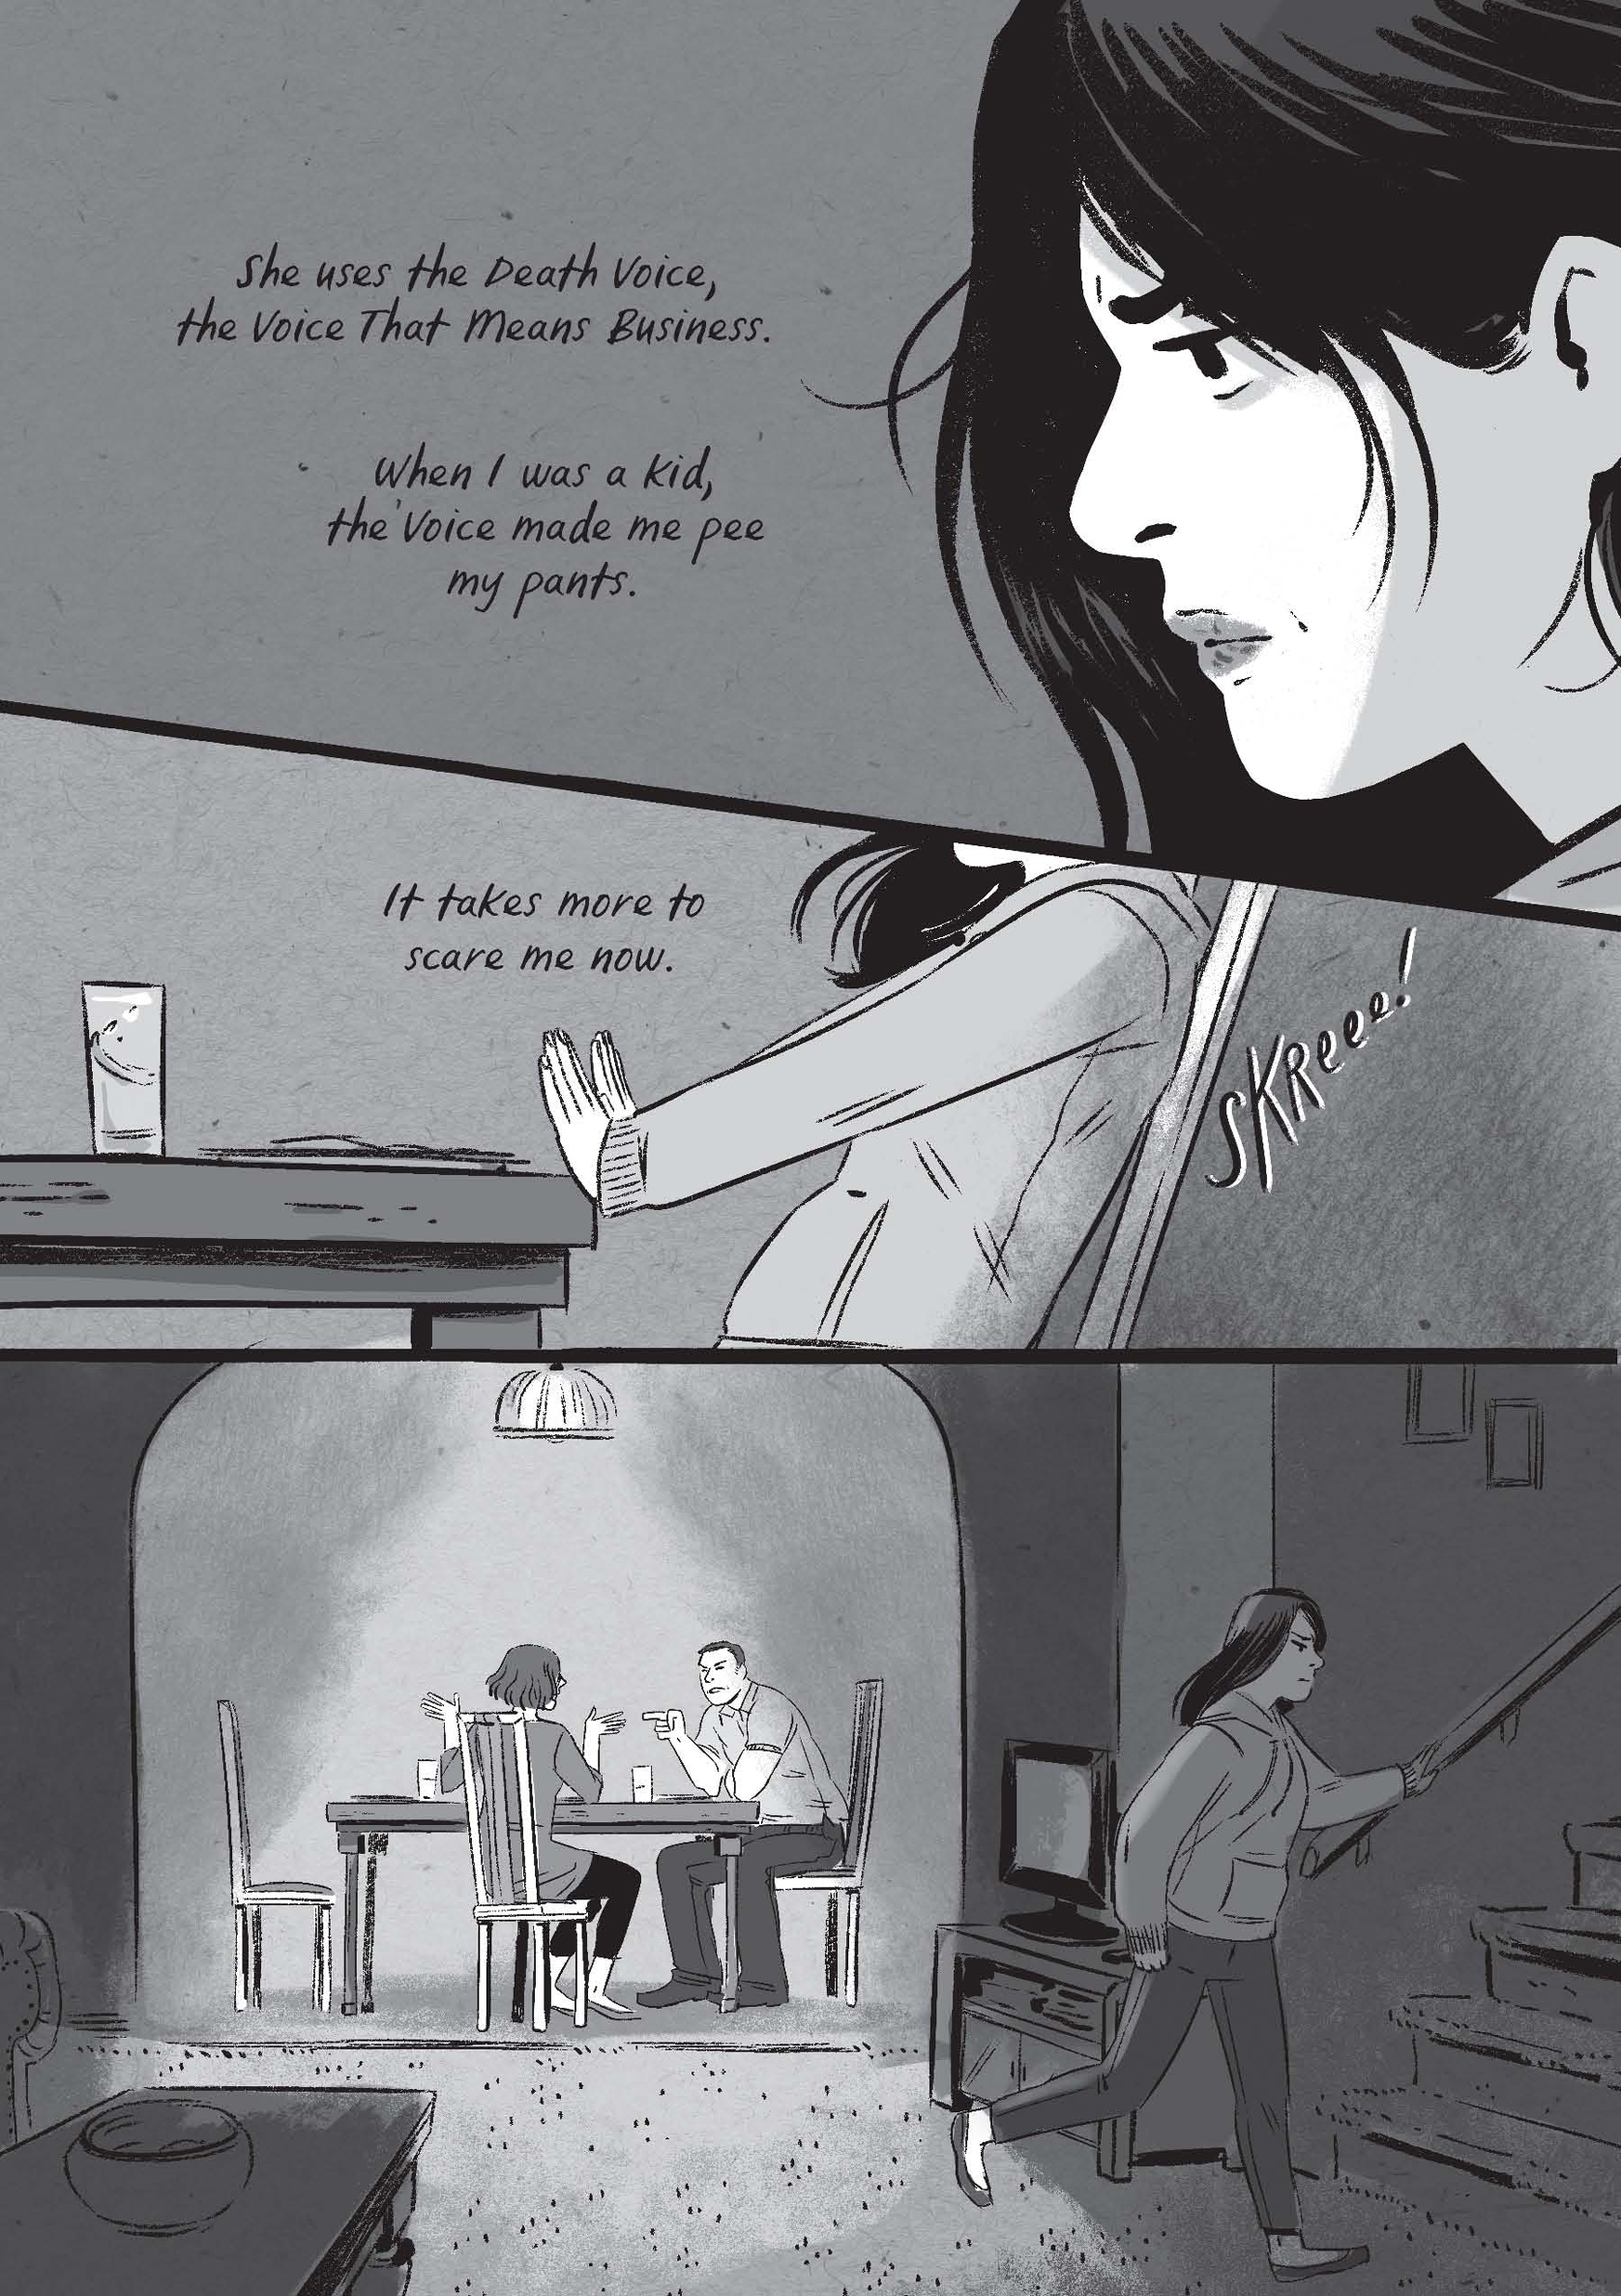 She uses the Death Voice,
the Voice That Means Business.
When I was a kid,
the Voice made me pee
my pants.
It takes more to
scare me now.
SKReee!